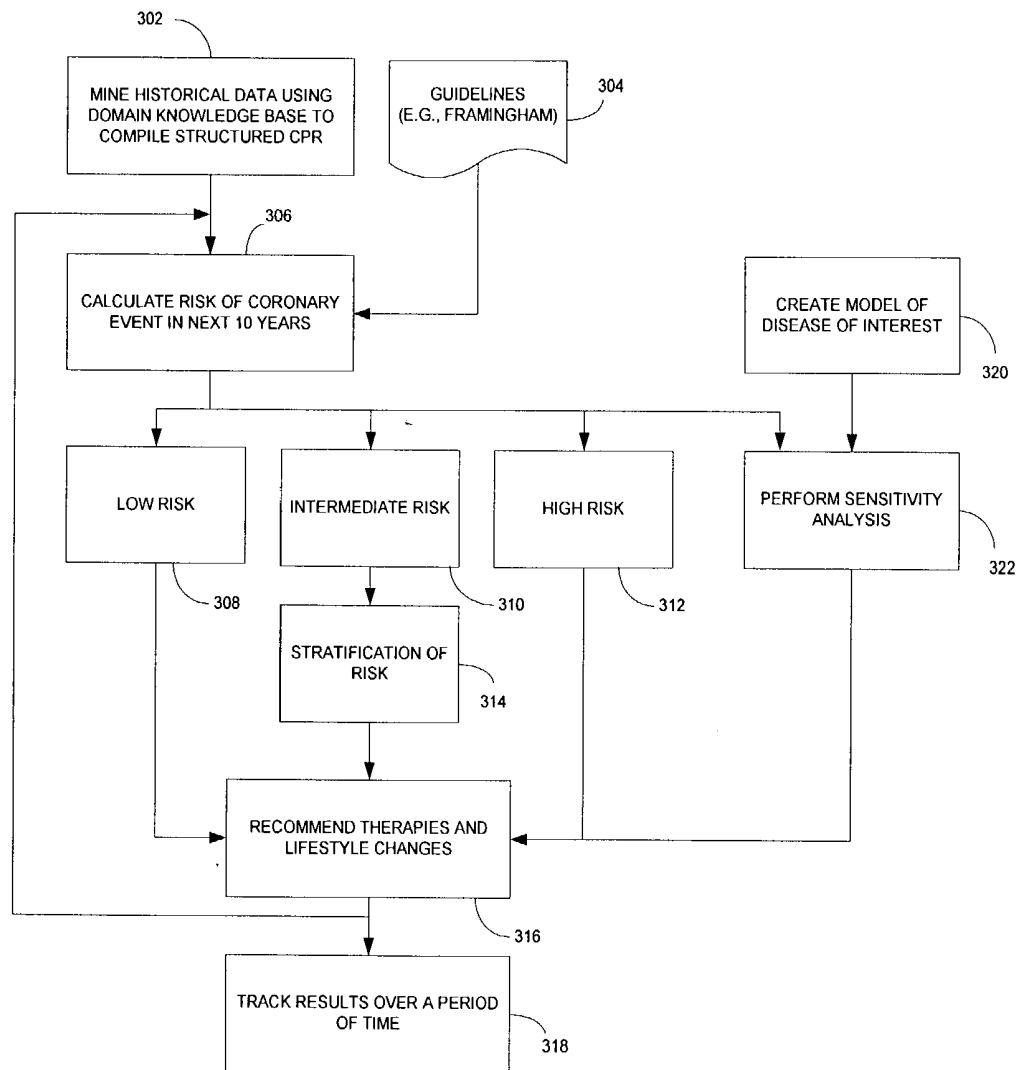 302
MINE HISTORICAL DATA USING
DOMAIN KNOWLEDGE BASE TO
COMPILE STRUCTURED CPR
GUIDELINES
(E.G., FRAMINGHAM)
304
306
CALCULATE RISK OF CORONARY
EVENT IN NEXT 10 YEARS
CREATE MODEL OF
DISEASE OF INTEREST
320
LOW RISK
308
INTERMEDIATE RISK
310
HIGH RISK
312
PERFORM SENSITIVITY
ANALYSIS
322
STRATIFICATION OF
RISK
314
RECOMMEND THERAPIES AND
LIFESTYLE CHANGES
316
TRACK RESULTS OVER A PERIOD
OF TIME
318